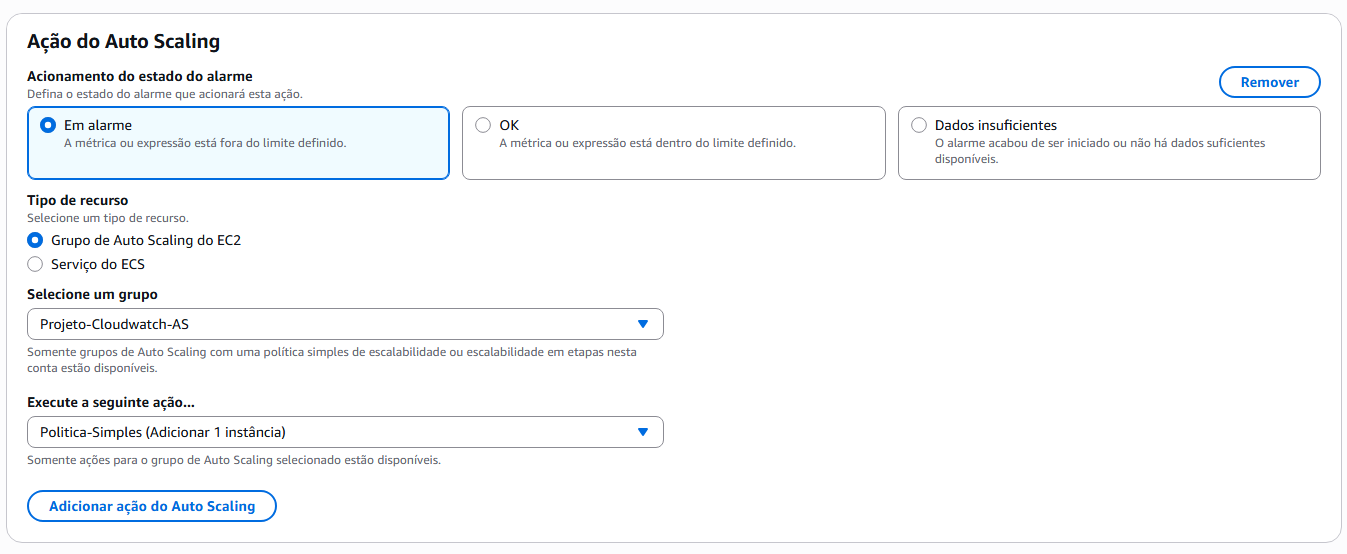 Ação do Auto Scaling
Acionamento do estado do alarme
Defina o estado do alarme que acionará esta ação.
Remover
Em alarme
A métrica ou expressão está fora do limite definido.
OK
A métrica ou expressão está dentro do limite definido.
Dados insuficientes
O alarme acabou de ser iniciado ou não há dados suficientes
disponíveis.
Tipo de recurso
Selecione um tipo de recurso.
Grupo de Auto Scaling do EC2
Serviço do ECS
Selecione um grupo
Projeto-Cloudwatch-AS
Somente grupos de Auto Scaling com uma política simples de escalabilidade ou escalabilidade em etapas nesta
conta estão disponíveis.
Execute a seguinte ação...
Politica-Simples (Adicionar 1 instância)
Somente ações para o grupo de Auto Scaling selecionado estão disponíveis.
Adicionar ação do Auto Scaling